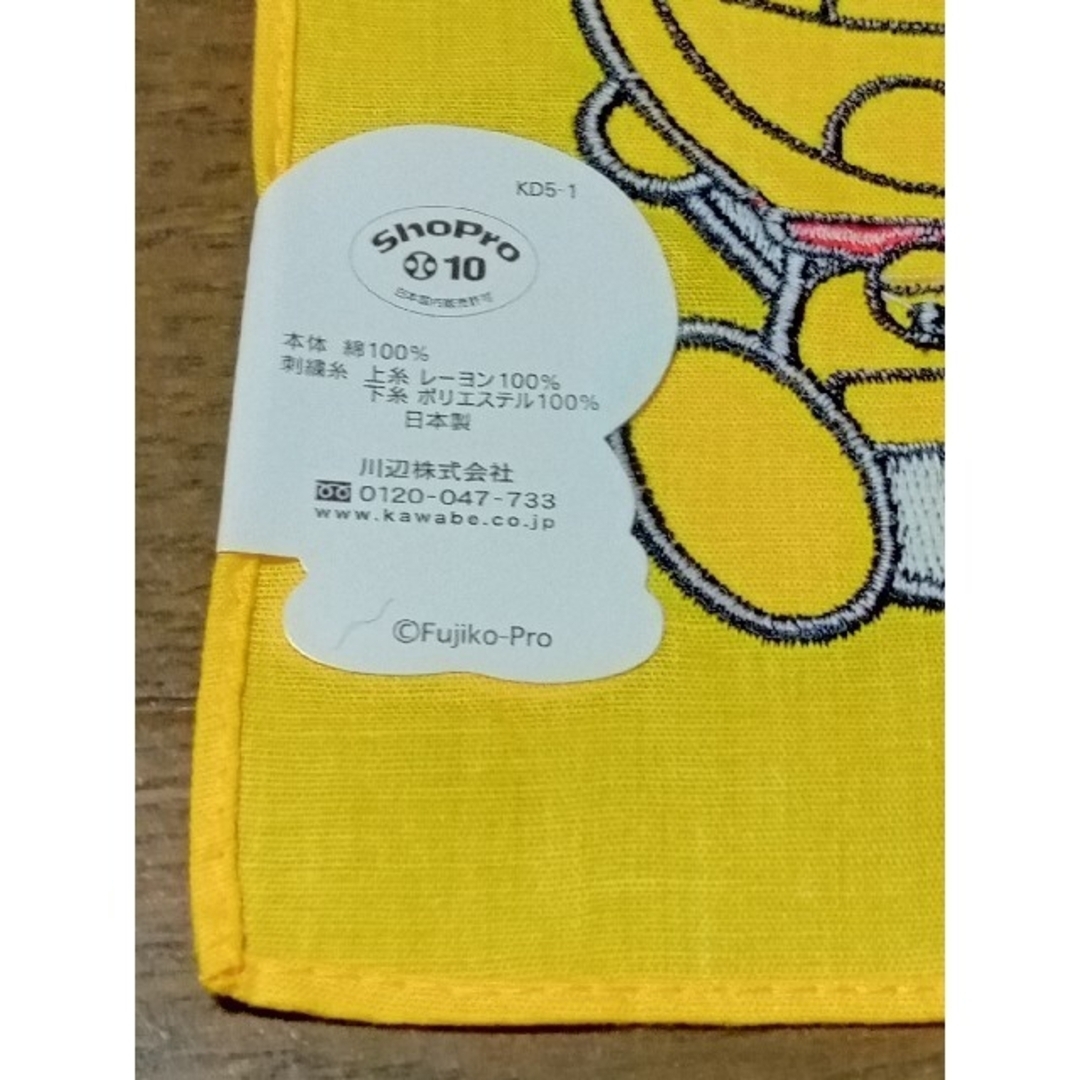 KD5-1
ShoPro
10
日本国内販売許可
本体 綿100%
刺繍糸 上糸 レーヨン100%
下糸 ポリエステル100%
日本製
川辺株式会社
0120-047-733
www.kawabe.co.jp
©Fujiko-Pro